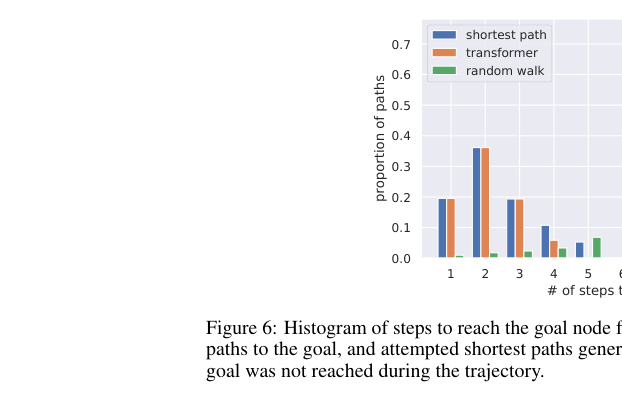 shortest path
transformer
random walk
0.7
0.6
0.5
0.4
0.3
0.2
0.1
0.0
proportion of paths
1 2 3 4 5
# of steps
Figure 6: Histogram of steps to reach the goal node
paths to the goal, and attempted shortest paths
goal was not reached during the trajectory.